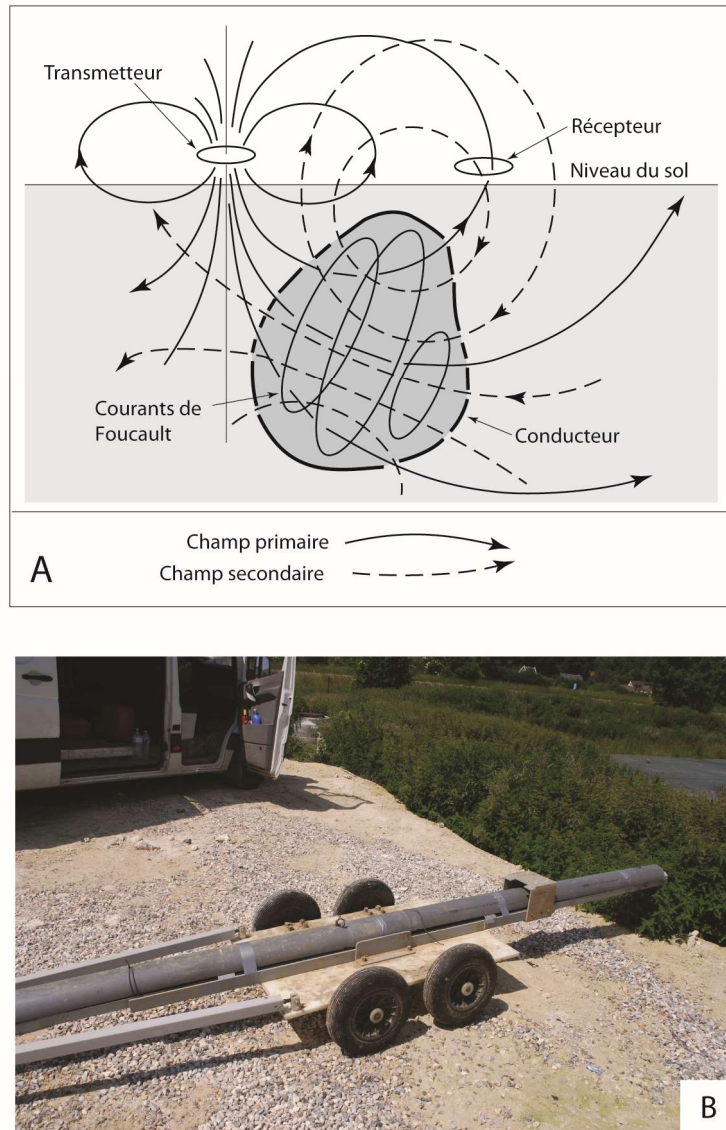 Transmetteur
Récepteur
Niveau du sol
Courants de
Foucault
Conducteur
Champ primaire
Champ secondaire
A
B